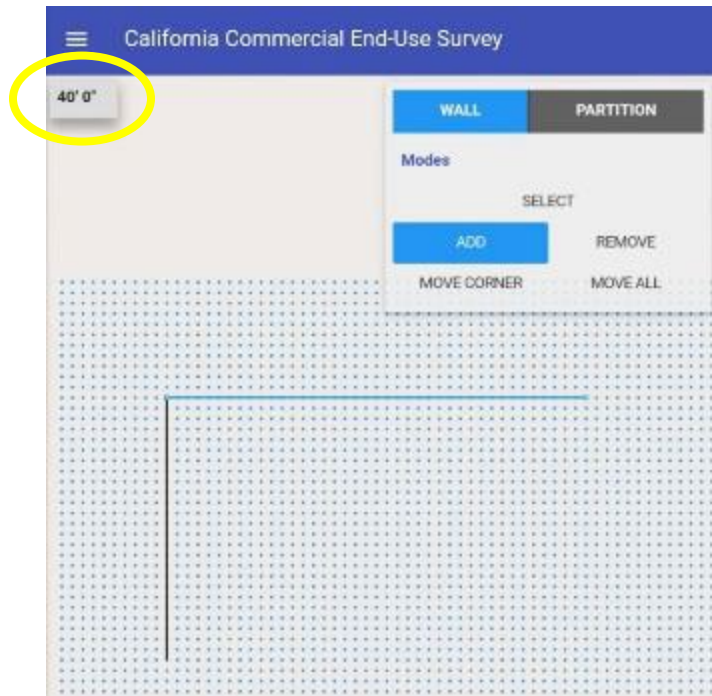 California Commercial End-Use Survey
40' 0"
WALL PARTITION
Modes
SELECT
ADD REMOVE
MOVE CORNER MOVE ALL